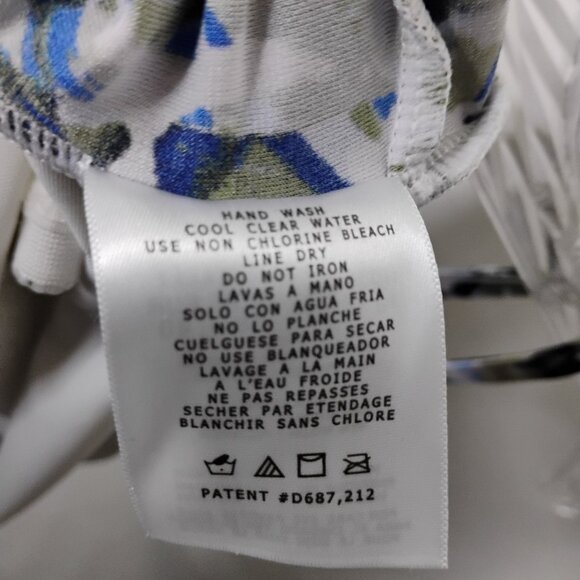 HAND WASH
COOL CLEAR WATER
USE NON CHLORINE BLEACH
LINE DRY
DO NOT IRON
LAVAS A MANO
SOLO CON AGUA FRIA
NO LO PLANCHE
CUELGUESE PARA SECAR
NO USE BLANQUEADOR
LAVAGE A LA MAIN
A L'EAU FROIDE
NE PAS REPASSES
SECHER PAR ETENDAGE
BLANCHIR SANS CHLORE
PATENT #D687,212